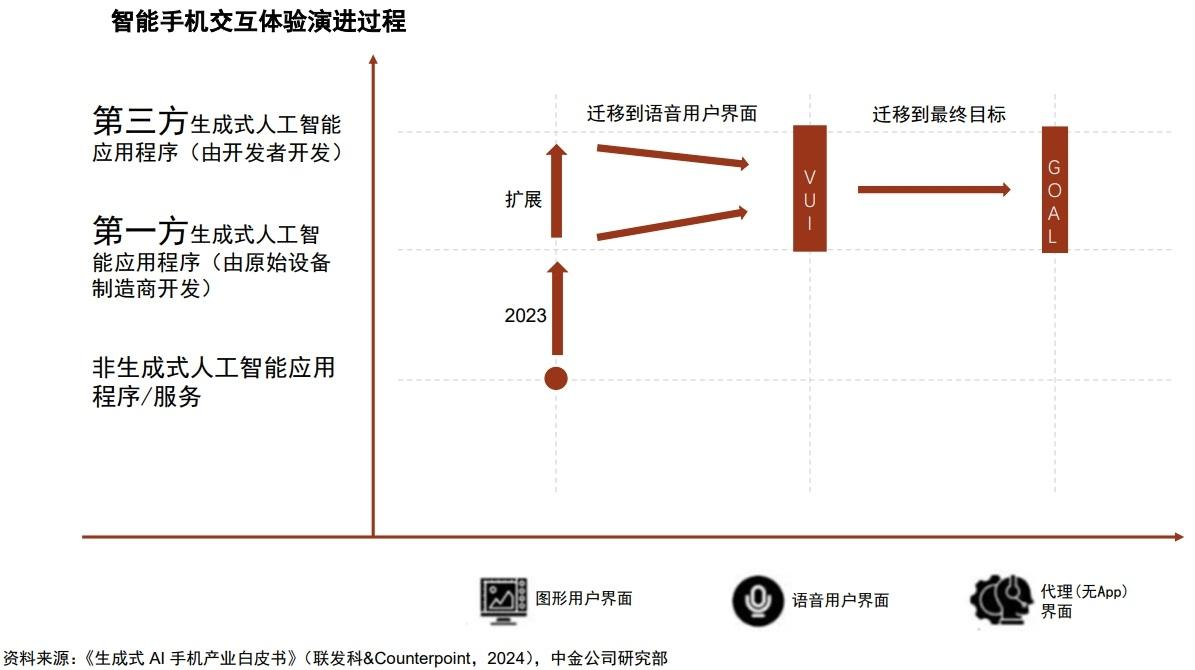 智能手机交互体验演进过程
第三方生成式人工智能
应用程序（由开发者开发）
第一方生成式人工智
能应用程序（由原始设备
制造商开发）
非生成式人工智能应用
程序/服务
迁移到语音用户界面
迁移到最终目标
扩展
2023
V
U
I
G
O
A
L
图形用户界面
语音用户界面
代理(无App)
界面
资料来源：《生成式 AI 手机产业白皮书》（联发科&Counterpoint，2024），中金公司研究部